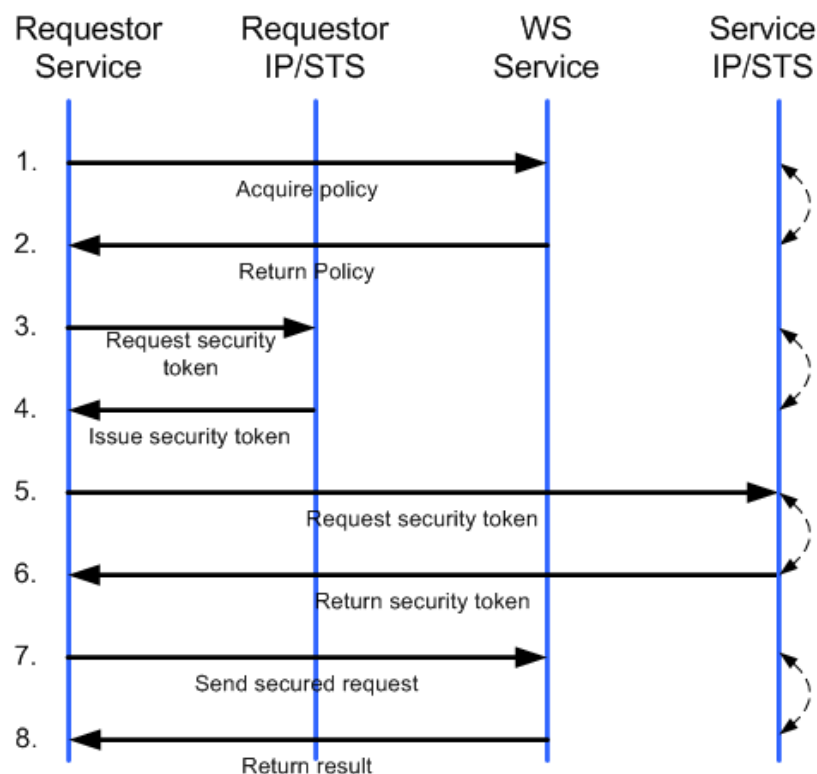 Requestor
Service
Requestor
IP/STS
WS
Service
Service
IP/STS
1.
Acquire policy
2.
Return Policy
3.
Request security
token
4.
Issue security token
5.
Request security token
6.
Return security token
7.
Send secured request
8.
Return result